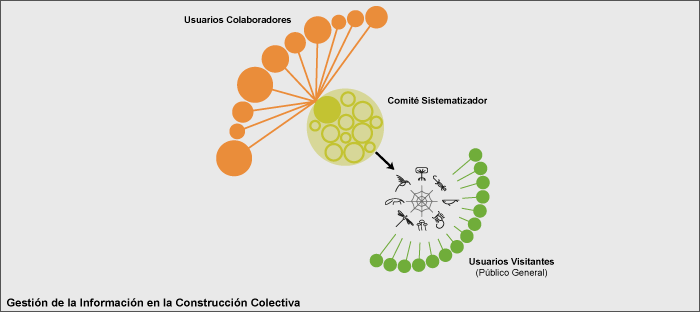 Usuarios Colaboradores
Comité Sistematizador
Usuarios Visitantes
(Público General)
Gestión de la Información en la Construcción Colectiva